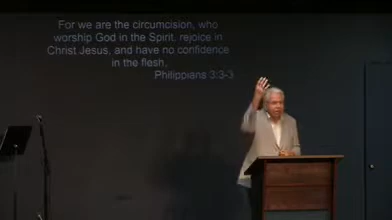 For we are the circumcision, who
worship God in the Spirit, rejoice in
Christ Jesus, and have no confidence
in the flesh.
Philippians 3:3-3